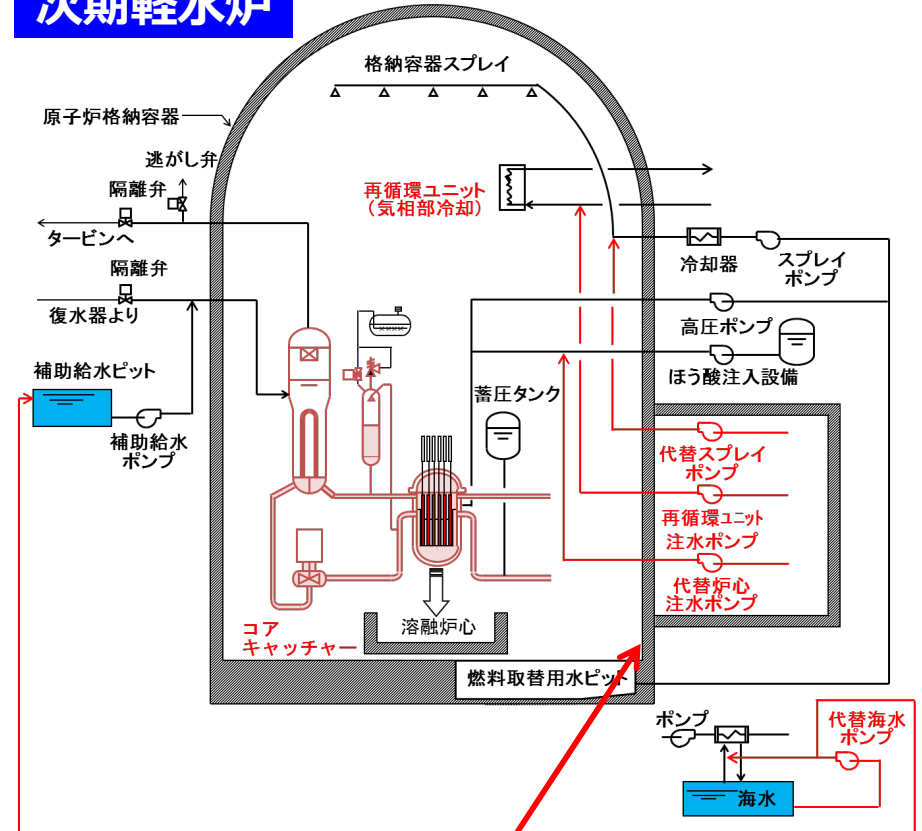 次期軽水炉
格納容器スプレイ
原子炉格納容器
逃がし弁
隔離弁
タービンへ
隔離弁
復水器より
再循環ユニット
（気相部冷却）
冷却器
スプレイ
ポンプ
高圧ポンプ
ほう酸注入設備
補助給水ピット
補助給水
ポンプ
蓄圧タンク
代替スプレイ
ポンプ
再循環ユニット
注水ポンプ
代替炉心
注水ポンプ
コア
キャッチャー
溶融炉心
燃料取替用水ピット
ポンプ
代替海水
ポンプ
海水